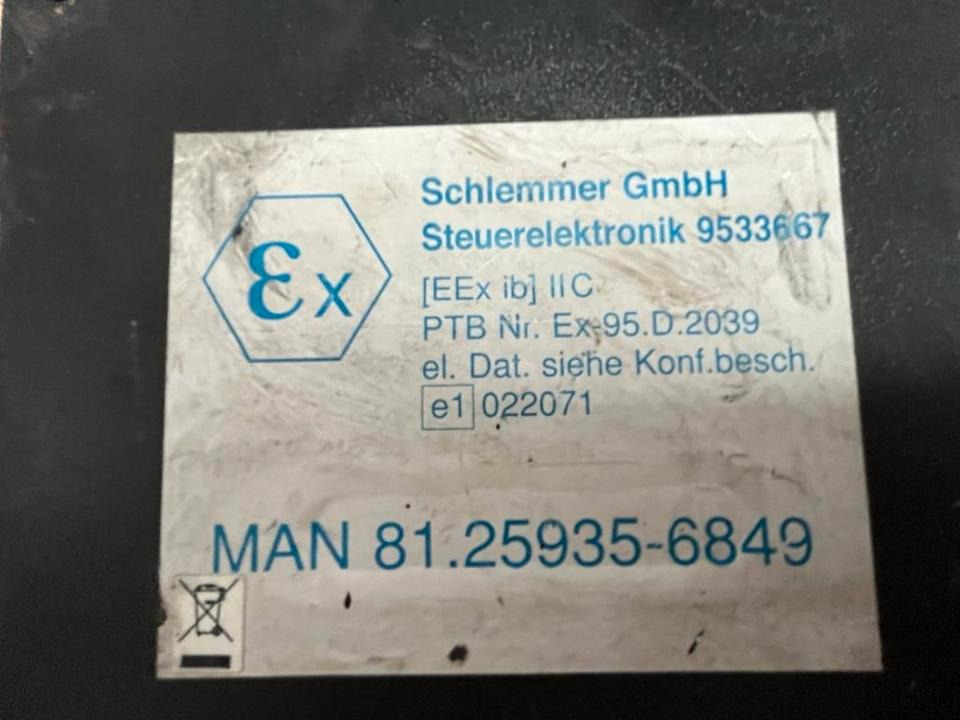 εx
Schlemmer GmbH
Steuerelektronik 9533667
[EEx ib] IIC
PTB Nr. Ex-95.D.2039
el. Dat. siehe Konf.besch.
e1 022071
MAN 81.25935-6849